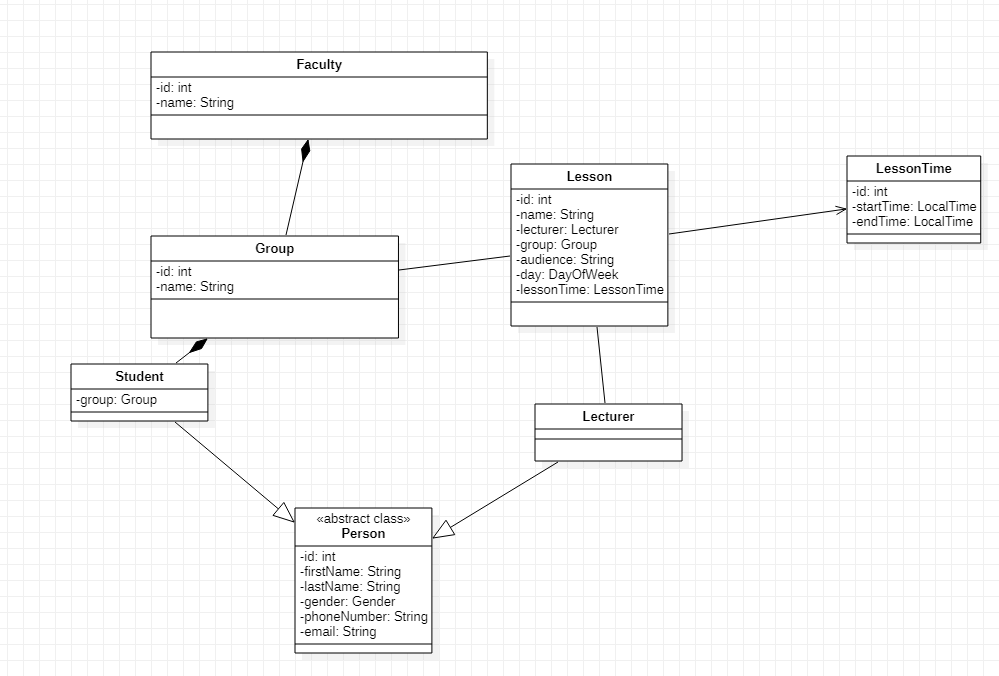 Faculty
-id: int
-name: String
Lesson
-id: int
-name: String
-lecturer: Lecturer
-group: Group
-audience: String
-day: DayOfWeek
-lessonTime: LessonTime
LessonTime
-id: int
-startTime: LocalTime
-endTime: LocalTime
Group
-id: int
-name: String
Student
-group: Group
Lecturer
«abstract class»
Person
-id: int
-firstName: String
-lastName: String
-gender: Gender
-phoneNumber: String
-email: String